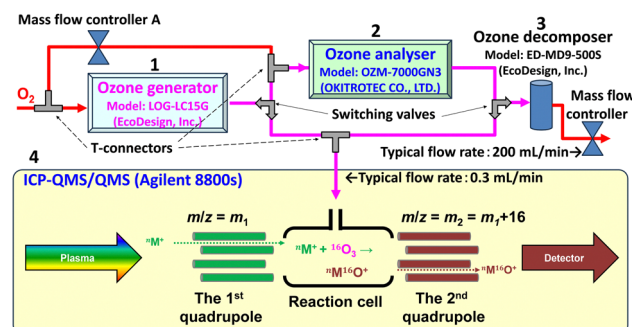 Mass flow controller A
O₂
1
Ozone generator
Model: LOG-LC15G
(EcoDesign, Inc.)
2
Ozone analyser
Model: OZM-7000GN3
(OKITROTEC CO., LTD.)
3
Ozone decomposer
Model: ED-MD9-500S
(EcoDesign, Inc.)
T-connectors
Switching valves
Mass flow
controller
Typical flow rate：200 mL/min→
←Typical flow rate：0.3 mL/min
4
ICP-QMS/QMS (Agilent 8800s)
Plasma
m/z = m₁
ⁿM⁺
The 1ˢᵗ
quadrupole
ⁿM⁺ + ¹⁶O₃ →
ⁿM¹⁶O⁺
Reaction cell
m/z = m₂ = m₁+16
ⁿM¹⁶O⁺
The 2ⁿᵈ
quadrupole
Detector